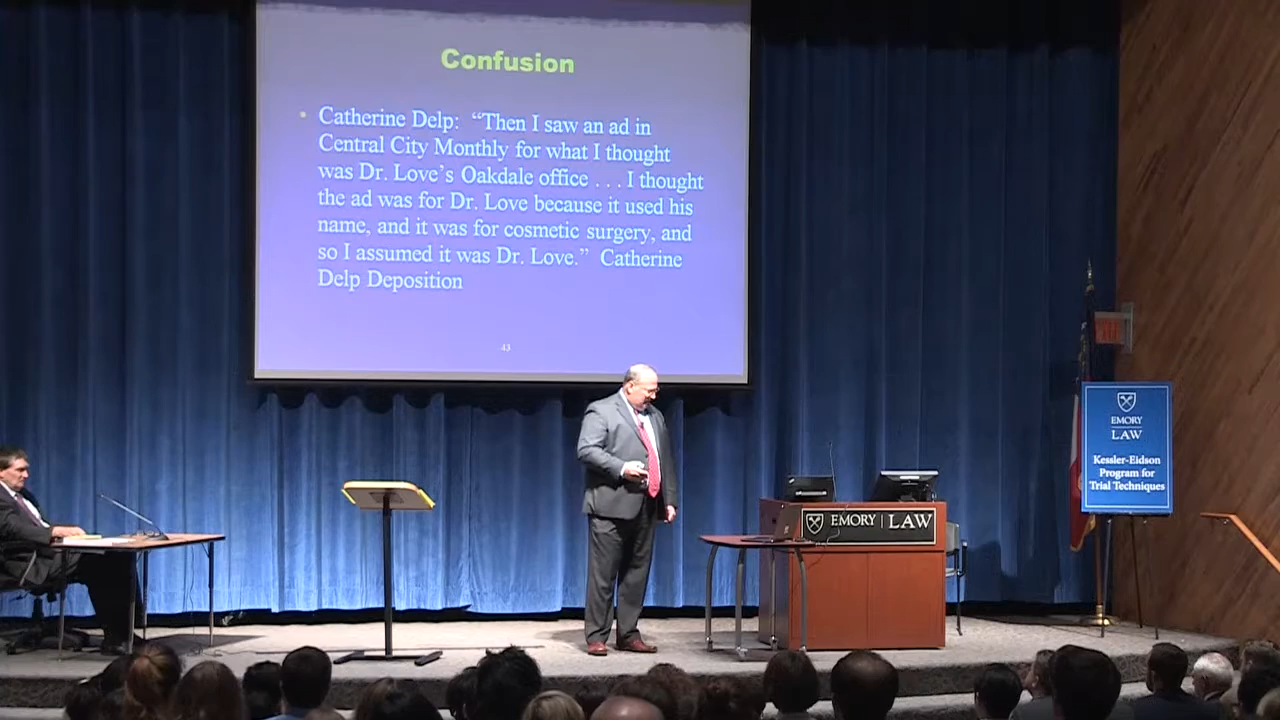 Confusion
• Catherine Delp: “Then I saw an ad in
Central City Monthly for what I thought
was Dr. Love’s Oakdale office . . . I thought
the ad was for Dr. Love because it used his
name, and it was for cosmetic surgery, and
so I assumed it was Dr. Love.” Catherine
Delp Deposition
43
EMORY | LAW
EMORY
LAW
Kessler-Eidson
Program for
Trial Techniques